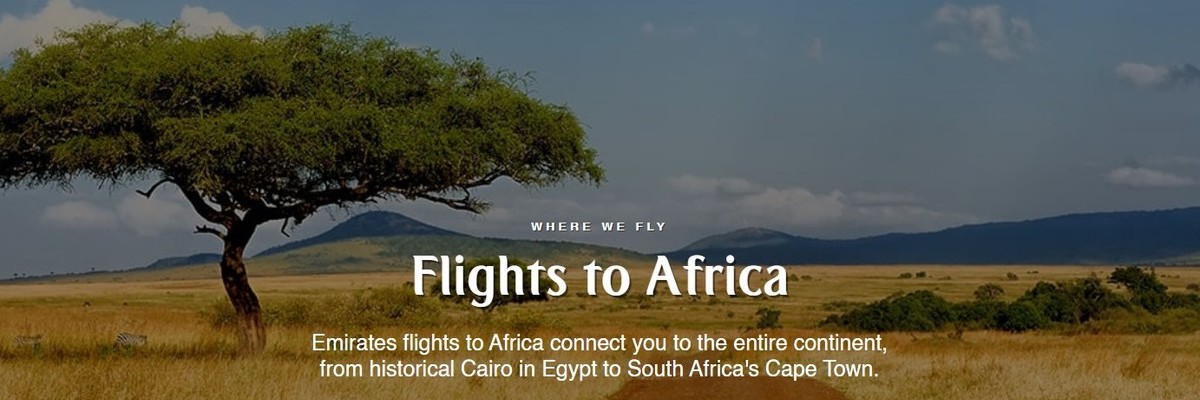 WHERE WE FLY
Flights to Africa
Emirates flights to Africa connect you to the entire continent,
from historical Cairo in Egypt to South Africa's Cape Town.